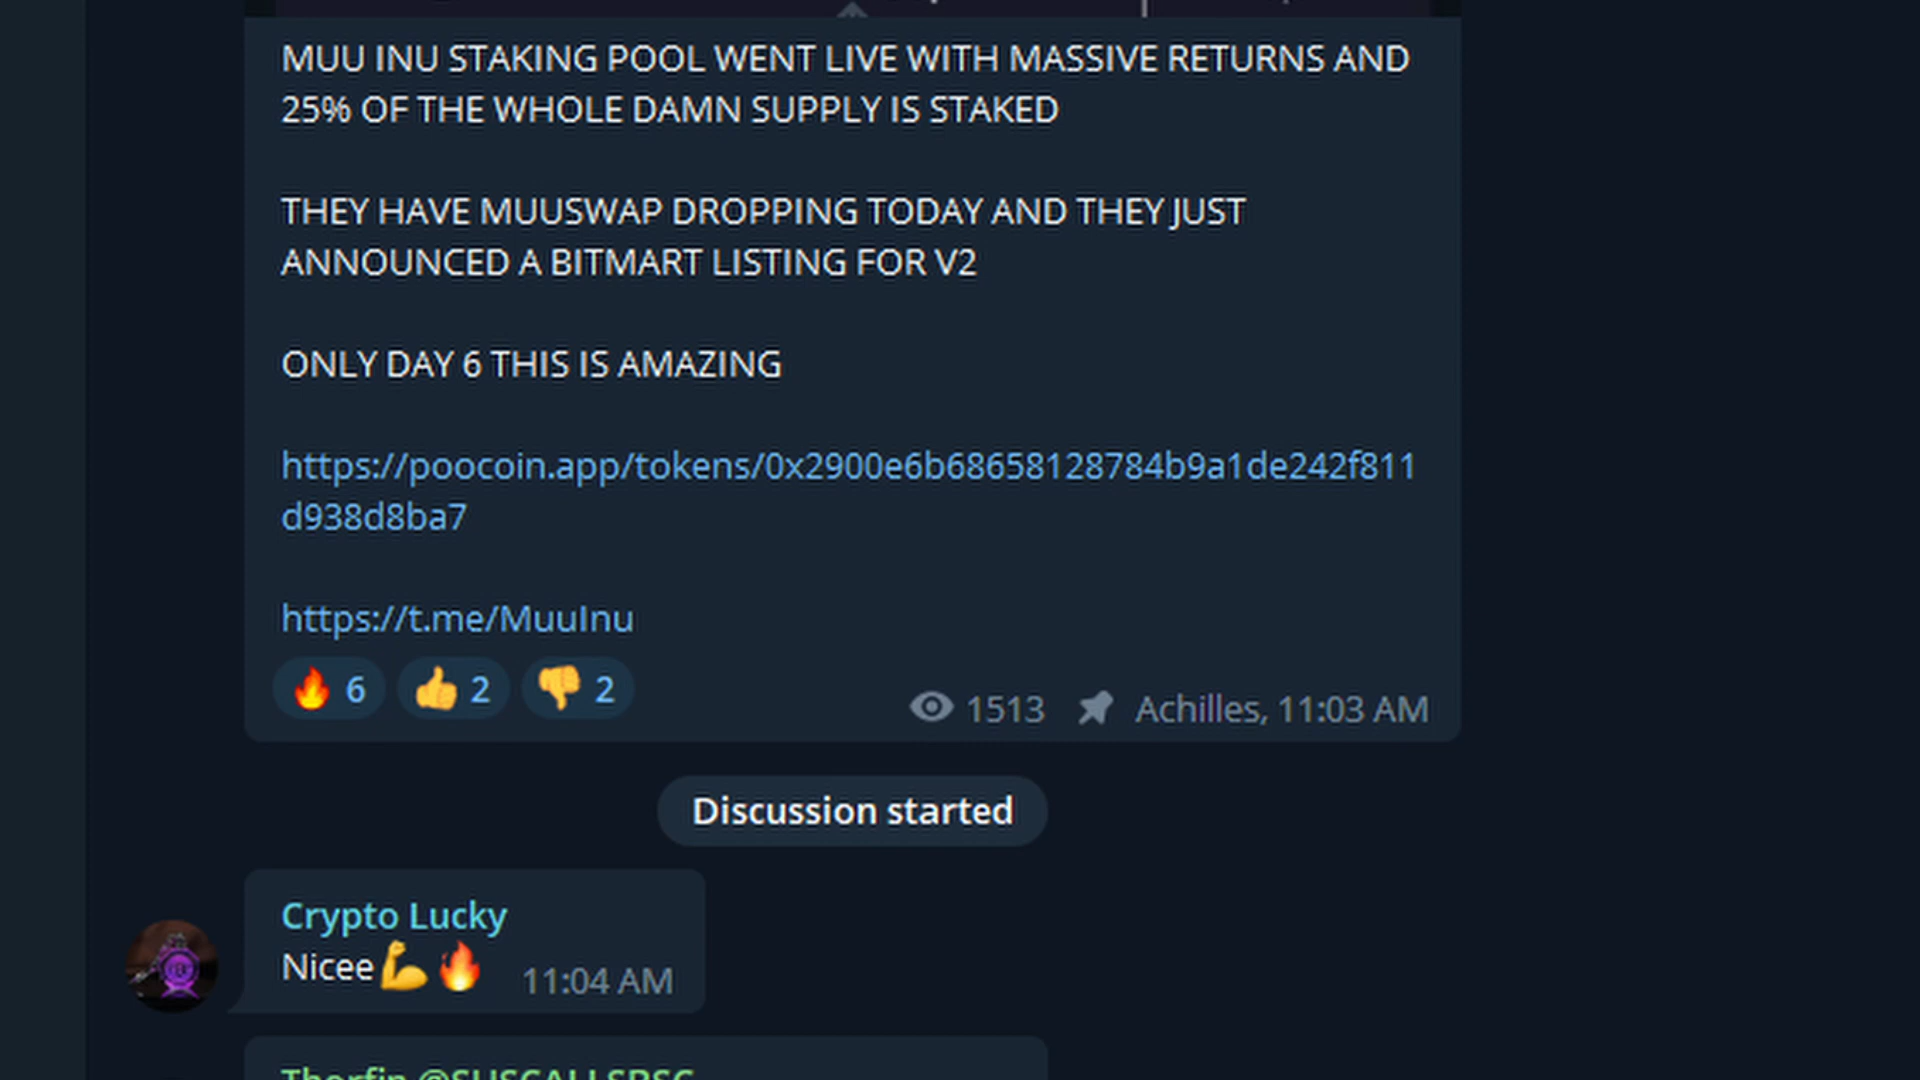 MUU INU STAKING POOL WENT LIVE WITH MASSIVE RETURNS AND
25% OF THE WHOLE DAMN SUPPLY IS STAKED
THEY HAVE MUUSWAP DROPPING TODAY AND THEY JUST
ANNOUNCED A BITMART LISTING FOR V2
ONLY DAY 6 THIS IS AMAZING
https://poocoin.app/tokens/0x2900e6b68658128784b9a1de242f811
d938d8ba7
https://t.me/MuuInu
🔥 6 👍 2 👎 2
1513 Achilles, 11:03 AM
Discussion started
Crypto Lucky
Nicee💪🔥 11:04 AM
Thorfin @SUSCALLSBSC